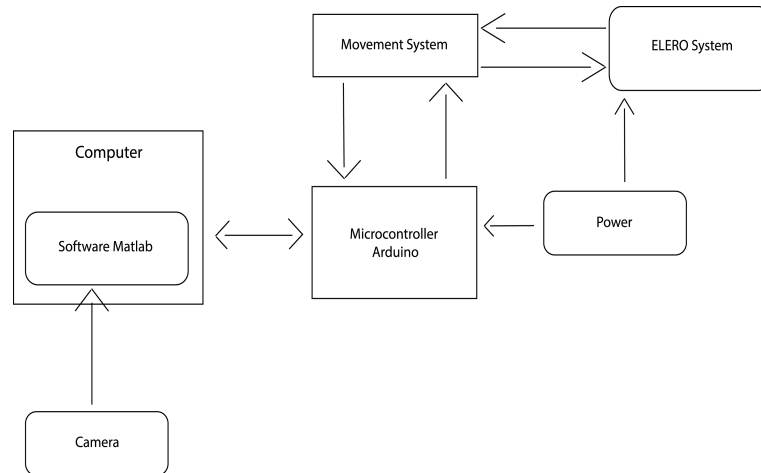 Movement System
ELERO System
Computer
Software Matlab
Microcontroller
Arduino
Power
Camera